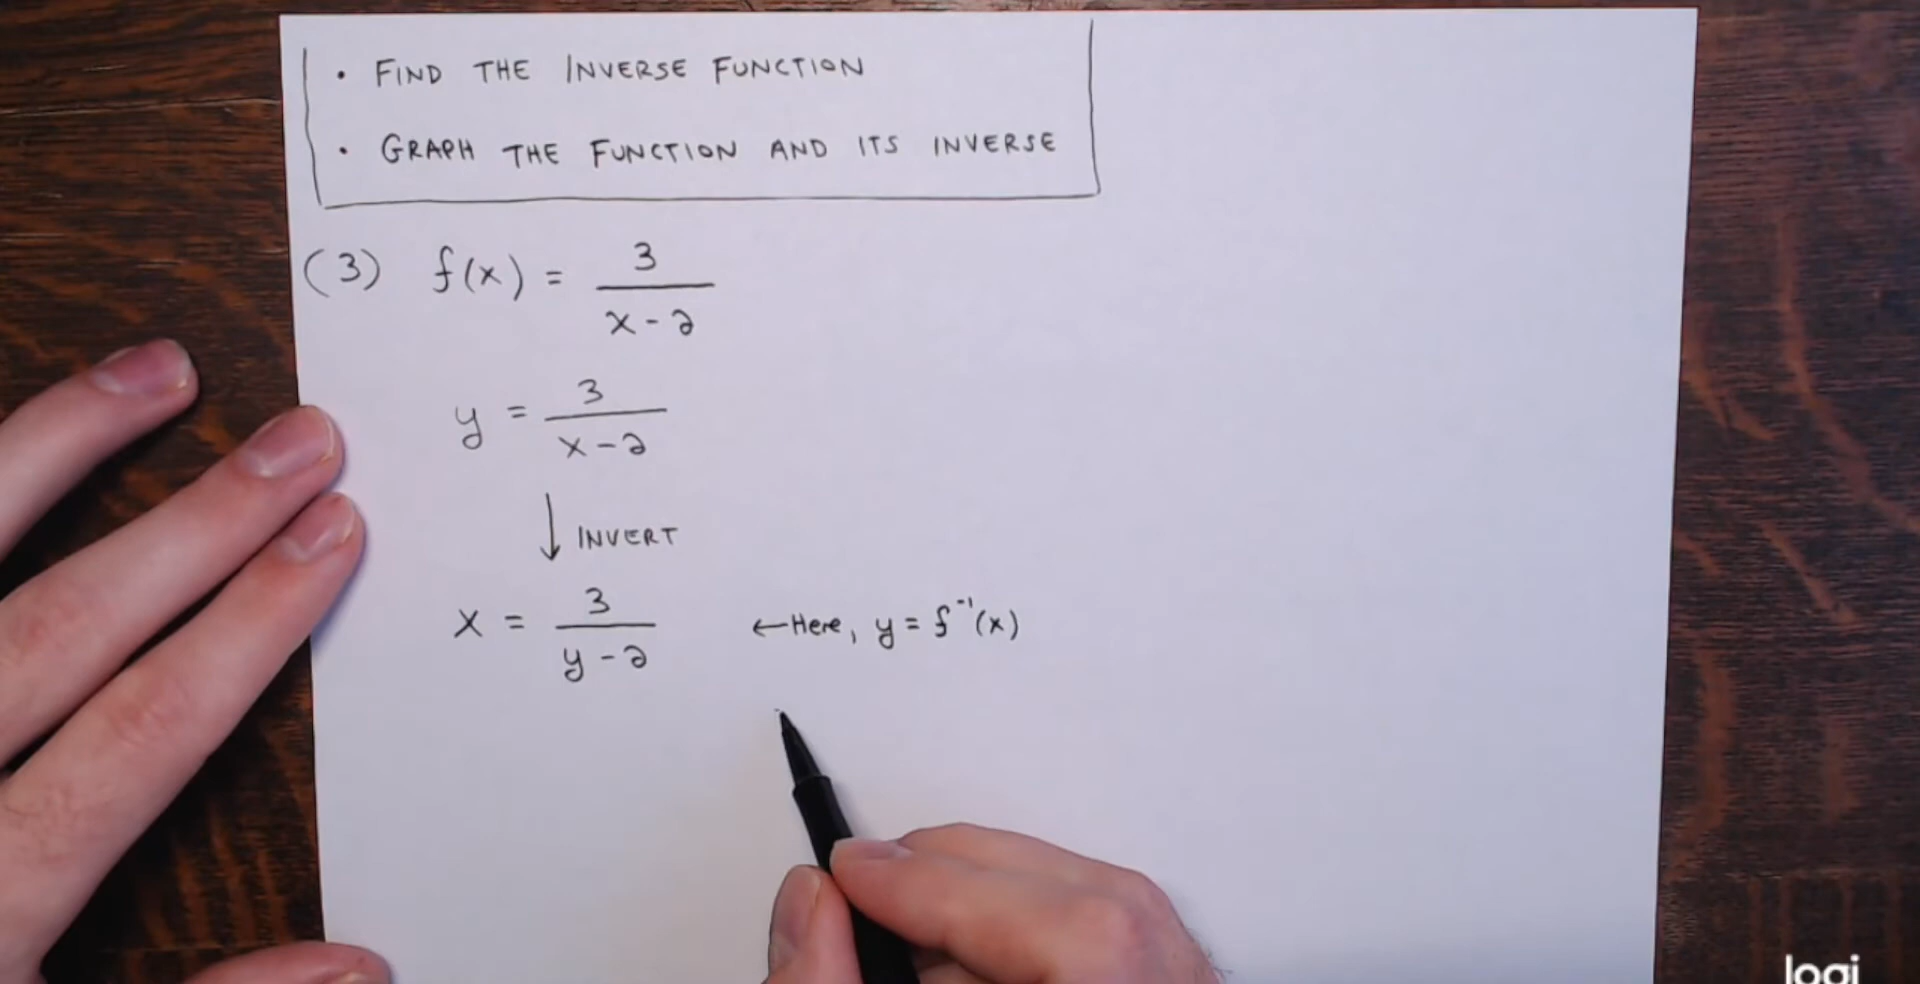 • FIND THE INVERSE FUNCTION
• GRAPH THE FUNCTION AND ITS INVERSE
(3) f(x) = 3/(x-2)
y = 3/(x-2)
↓ INVERT
x = 3/(y-2) ← Here, y = f⁻¹(x)
logi